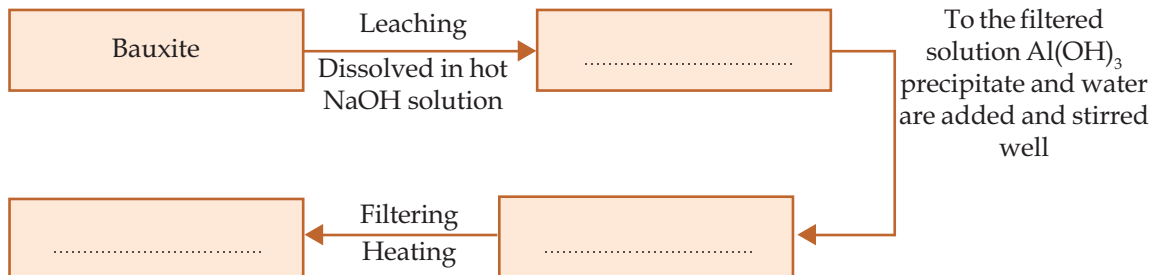 Bauxite
Leaching
Dissolved in hot
NaOH solution
................................
To the filtered
solution Al(OH)₃
precipitate and water
are added and stirred
well
................................
Filtering
Heating
................................